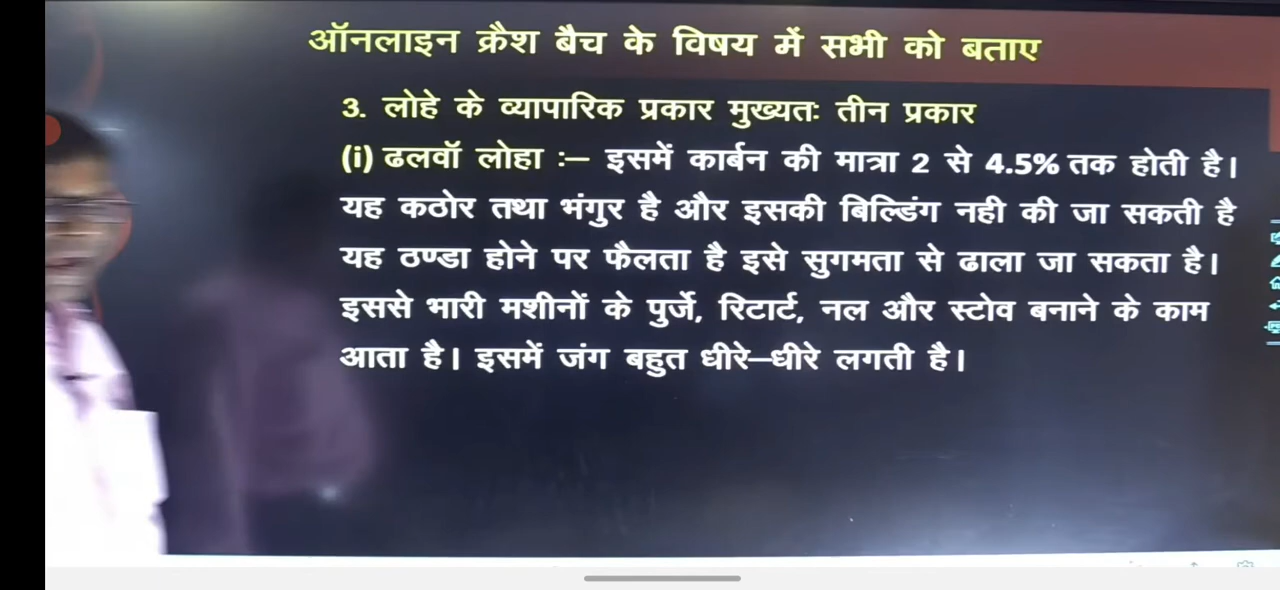 ऑनलाइन क्रैश बैच के विषय में सभी को बताए
3. लोहे के व्यापारिक प्रकार मुख्यतः तीन प्रकार
(i) ढलवॉ लोहा :– इसमें कार्बन की मात्रा 2 से 4.5% तक होती है।
यह कठोर तथा भंगुर है और इसकी बिल्डिंग नही की जा सकती है
यह ठण्डा होने पर फैलता है इसे सुगमता से ढाला जा सकता है।
इससे भारी मशीनों के पुर्जे, रिटार्ट, नल और स्टोव बनाने के काम
आता है। इसमें जंग बहुत धीरे–धीरे लगती है।